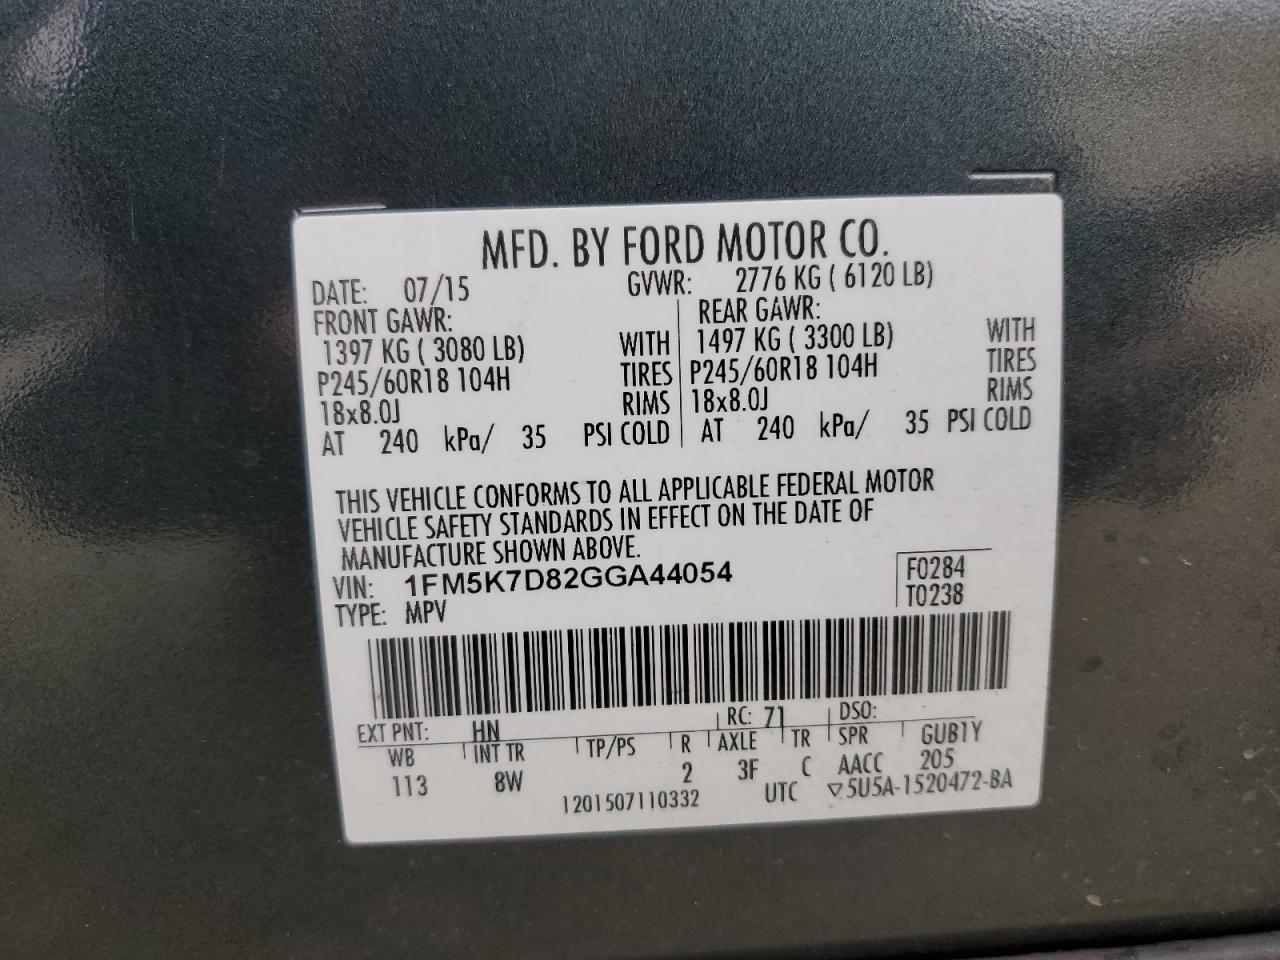 MFD. BY FORD MOTOR CO.
DATE: 07/15 GVWR: 2776 KG ( 6120 LB)
FRONT GAWR: REAR GAWR:
1397 KG ( 3080 LB) WITH 1497 KG ( 3300 LB) WITH
P245/60R18 104H TIRES P245/60R18 104H TIRES
18x8.0J RIMS 18x8.0J RIMS
AT 240 kPa/ 35 PSI COLD AT 240 kPa/ 35 PSI COLD
THIS VEHICLE CONFORMS TO ALL APPLICABLE FEDERAL MOTOR
VEHICLE SAFETY STANDARDS IN EFFECT ON THE DATE OF
MANUFACTURE SHOWN ABOVE.
VIN: 1FM5K7D82GGA44054 F0284
TYPE: MPV T0238
EXT PNT: HN RC: 71 DSO:
WB INT TR TP/PS R AXLE TR SPR GUB1Y
113 8W 2 3F C AACC 205
1201507110332 UTC ▽5U5A-1520472-BA